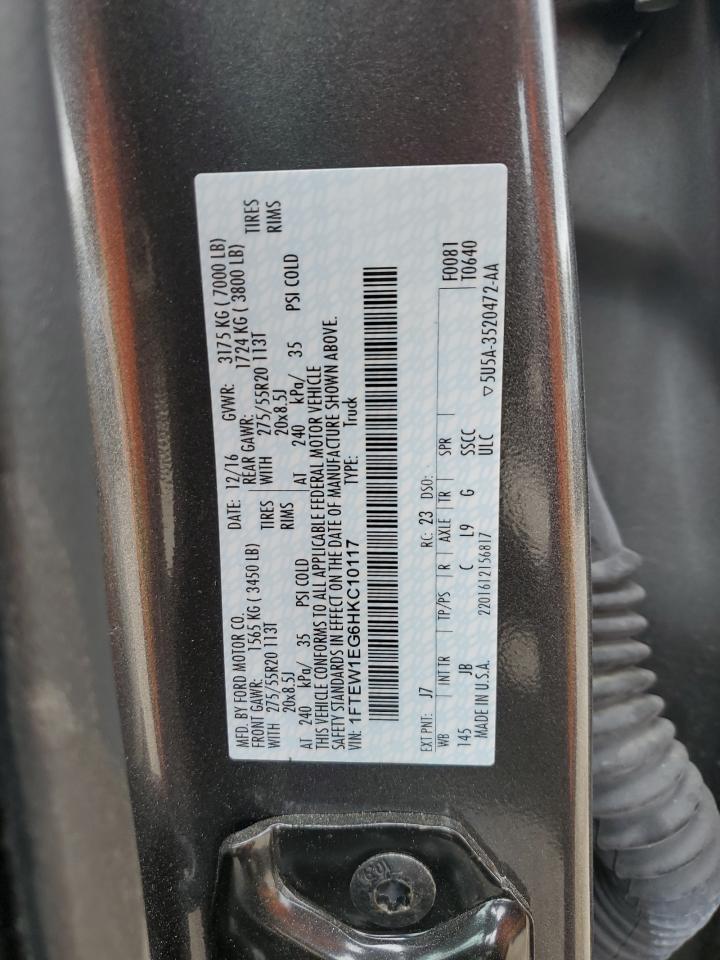 MFD. BY FORD MOTOR CO.
DATE: 12/16 GVWR: 3175 KG ( 7000 LB)
FRONT GAWR: 1565 KG ( 3450 LB) REAR GAWR: 1724 KG ( 3800 LB)
WITH 275/55R20 113T TIRES WITH 275/55R20 113T TIRES
20x8.5J RIMS 20x8.5J RIMS
AT 240 kPa/ 35 PSI COLD AT 240 kPa/ 35 PSI COLD
THIS VEHICLE CONFORMS TO ALL APPLICABLE FEDERAL MOTOR VEHICLE
SAFETY STANDARDS IN EFFECT ON THE DATE OF MANUFACTURE SHOWN ABOVE.
VIN: 1FTEW1EG6HKC10117 TYPE: Truck
EXT PNT: J7 RC: 23 DSO: F0081
WB INT TR TP/PS R AXLE TR SPR T0640
145 JB C L9 G SSCC
MADE IN U.S.A. 2201612156817 ULC
▽5U5A-3520472-AA